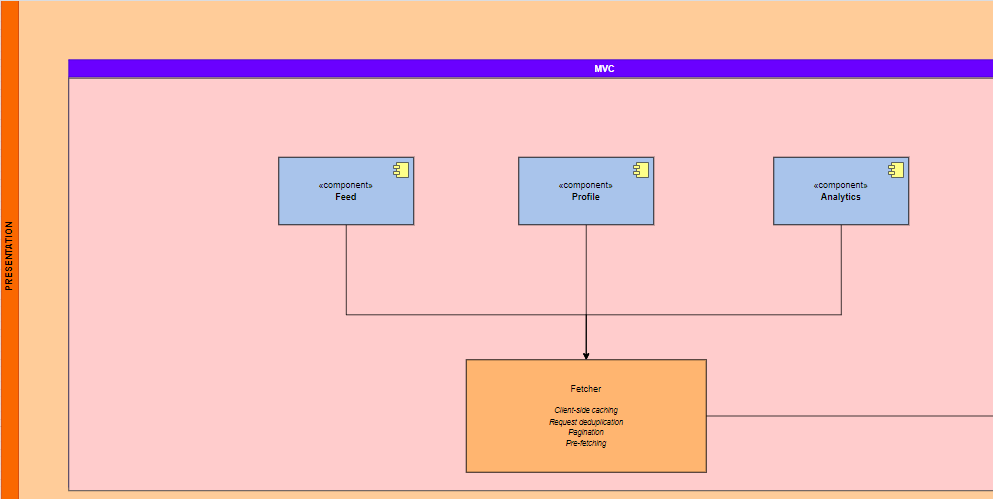 PRESENTATION
MVC
«component»
Feed
«component»
Profile
«component»
Analytics
Fetcher
Client-side caching
Request deduplication
Pagination
Pre-fetching